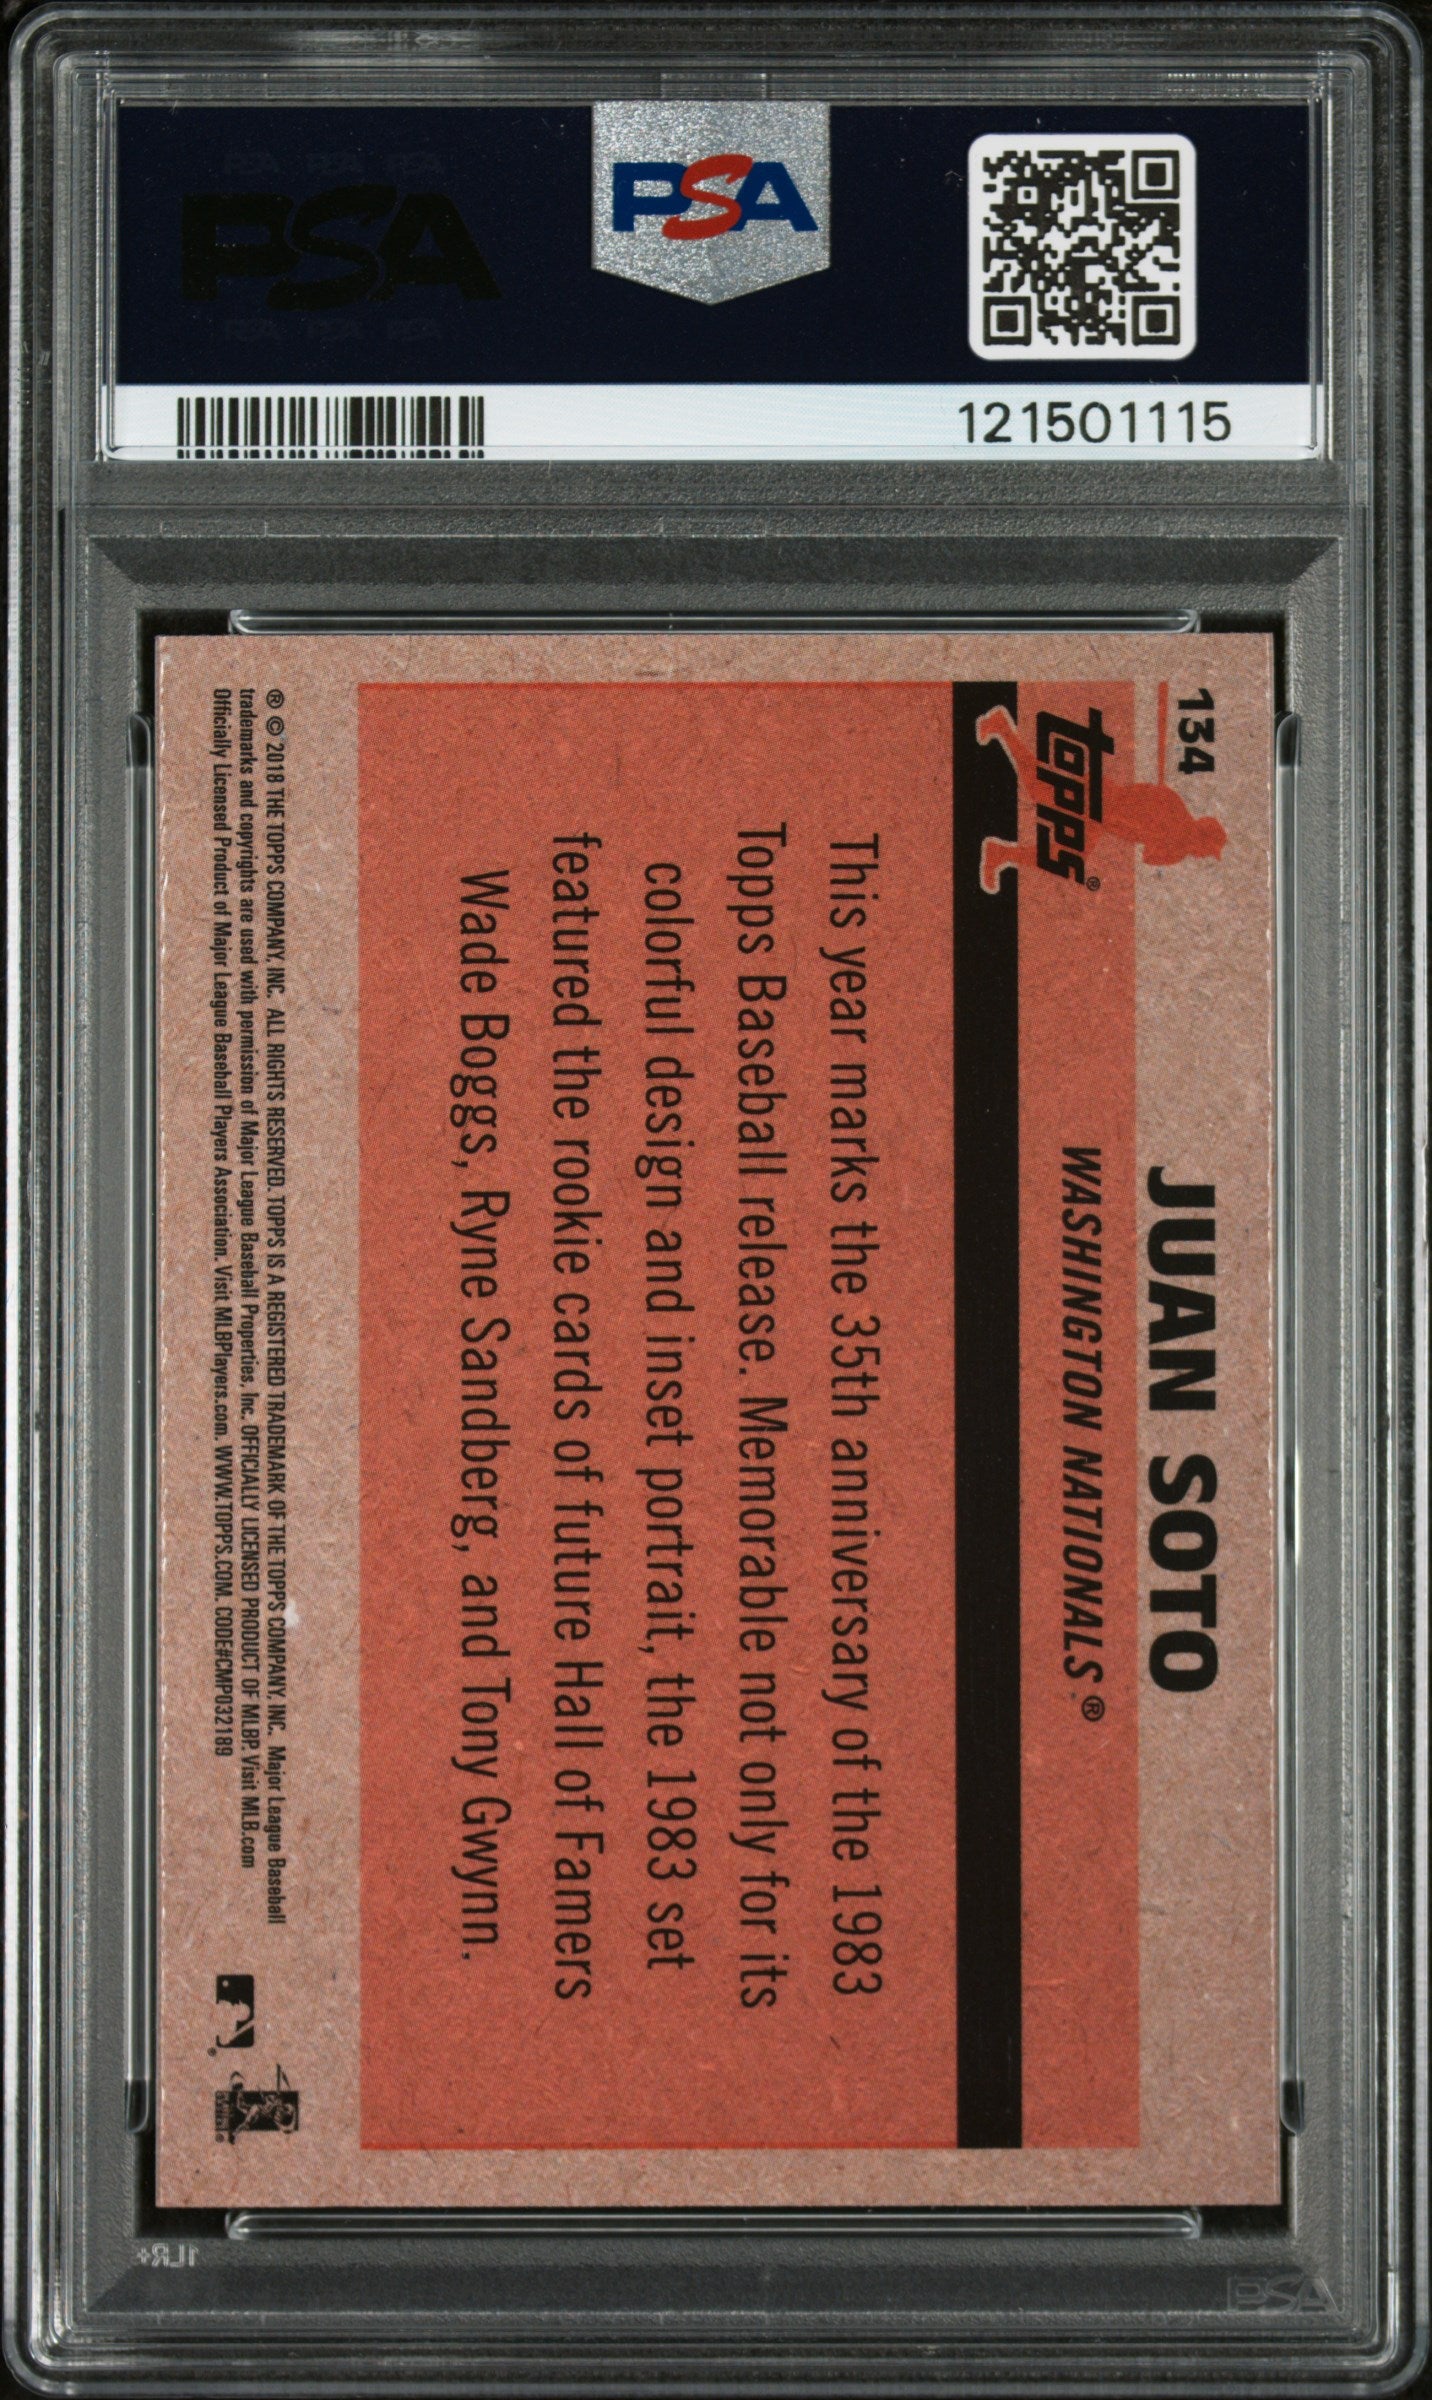 PSA
PSA
121501115
134
topps®
JUAN SOTO
WASHINGTON NATIONALS®
This year marks the 35th anniversary of the 1983
Topps Baseball release. Memorable not only for its
colorful design and inset portrait, the 1983 set
featured the rookie cards of future Hall of Famers
Wade Boggs, Ryne Sandberg, and Tony Gwynn.
® © 2018 THE TOPPS COMPANY, INC. ALL RIGHTS RESERVED. TOPPS IS A REGISTERED TRADEMARK OF THE TOPPS COMPANY, INC. Major League Baseball
trademarks and copyrights are used with permission of Major League Baseball Properties, Inc. OFFICIALLY LICENSED PRODUCT OF MLBP. Visit MLB.com
Officially Licensed Product of Major League Baseball Players Association. Visit MLBPlayers.com. WWW.TOPPS.COM. CODE#CMP032189
1LR+
PSA